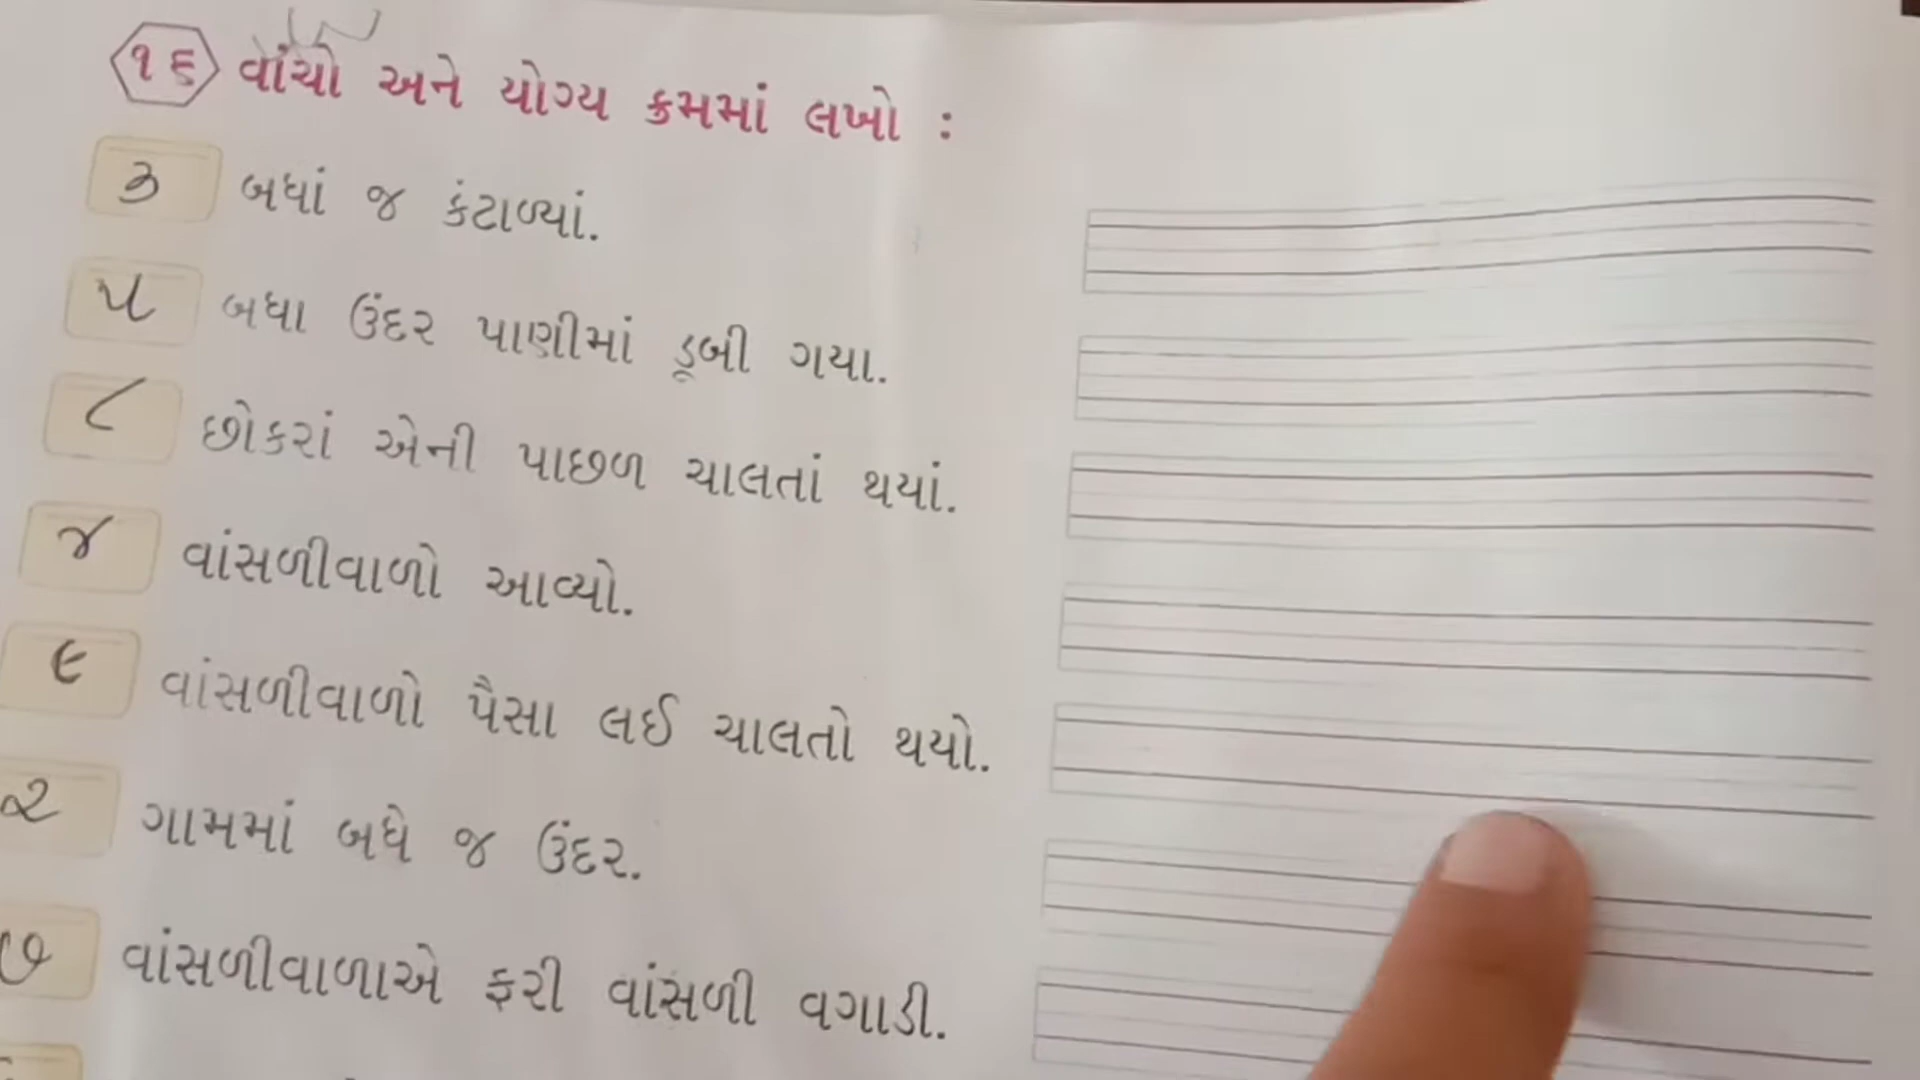 ૧૬ વાંચો અને યોગ્ય ક્રમમાં લખો :
૩ બધાં જ કંટાળ્યાં.
૫ બધા ઉંદર પાણીમાં ડૂબી ગયા.
૮ છોકરાં એની પાછળ ચાલતાં થયાં.
૪ વાંસળીવાળો આવ્યો.
૯ વાંસળીવાળો પૈસા લઈ ચાલતો થયો.
૨ ગામમાં બધે જ ઉંદર.
૭ વાંસળીવાળાએ ફરી વાંસળી વગાડી.